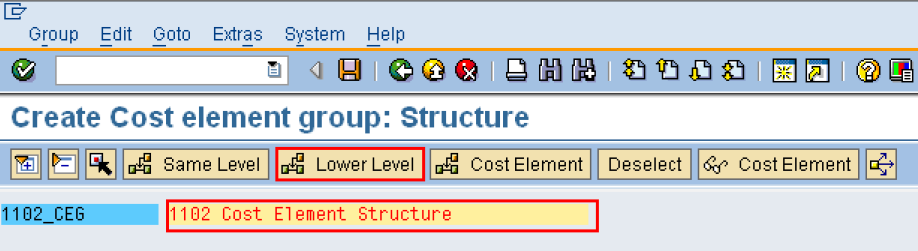 Group Edit Goto Extras System Help
Create Cost element group: Structure
Same Level Lower Level Cost Element Deselect Cost Element
1102_CEG 1102 Cost Element Structure